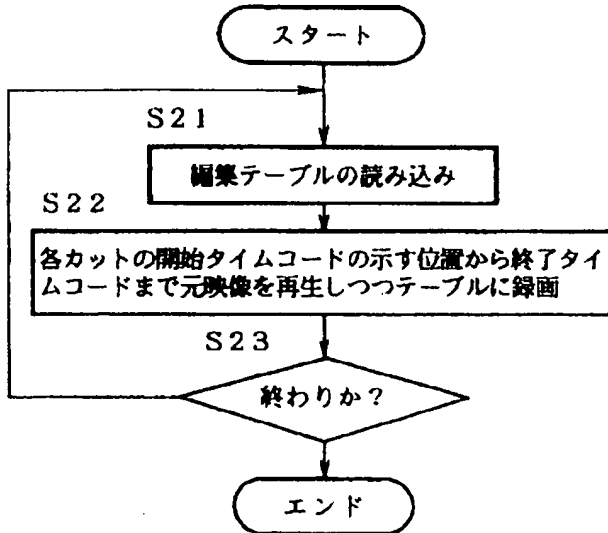 スタート
S21
編集テーブルの読み込み
S22
各カットの開始タイムコードの示す位置から終了タイ
ムコードまで元映像を再生しつつテーブルに録画
S23
終わりか?
エンド